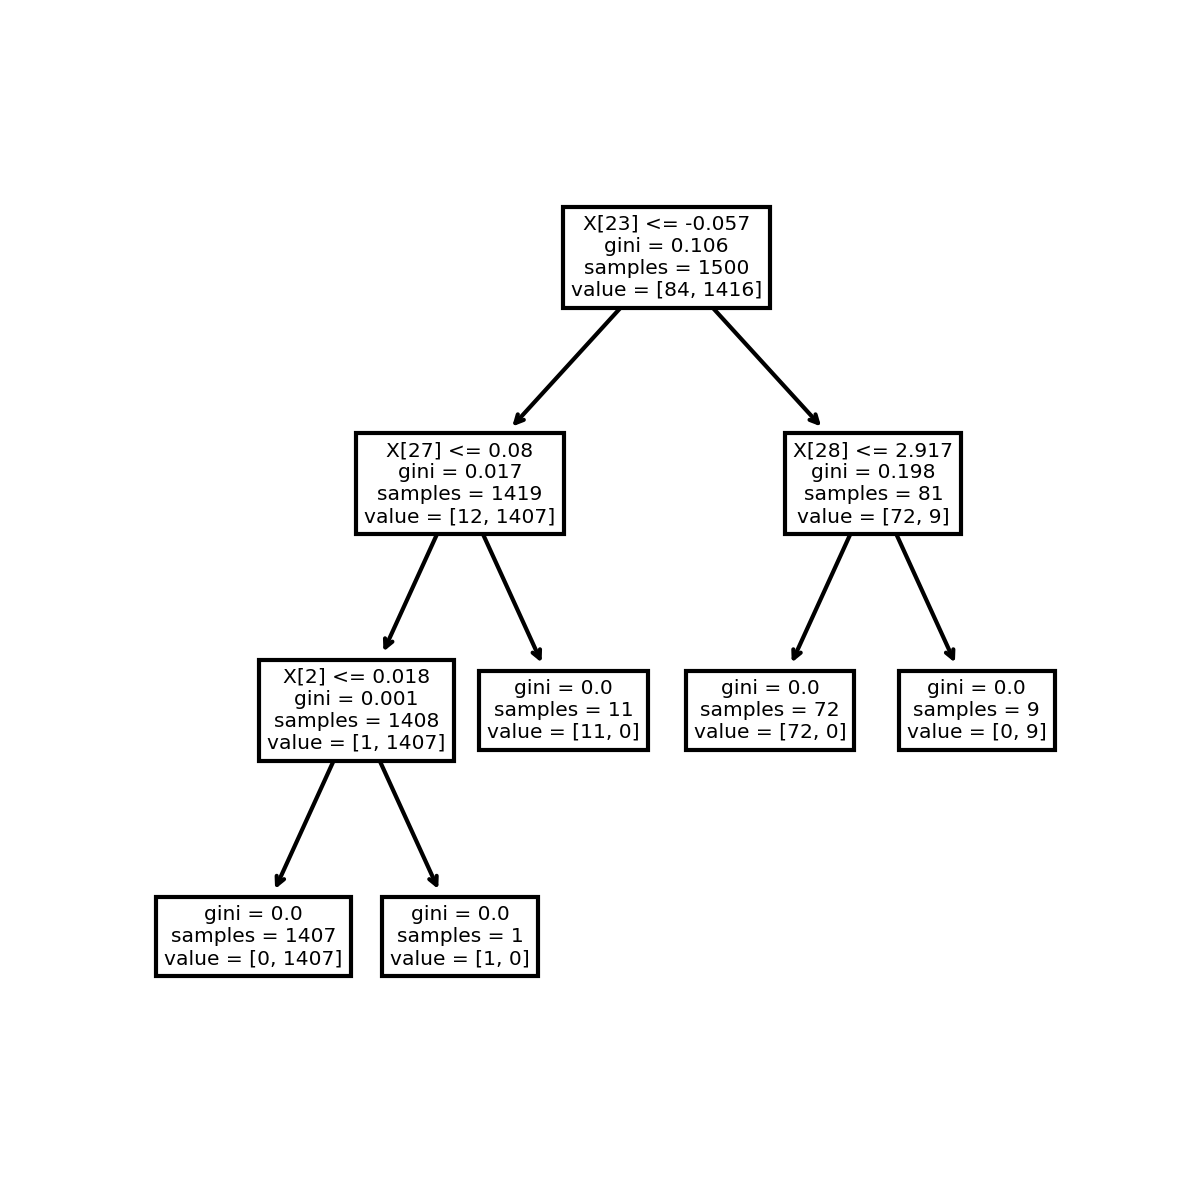 X[23] <= -0.057
gini = 0.106
samples = 1500
value = [84, 1416]
X[27] <= 0.08
gini = 0.017
samples = 1419
value = [12, 1407]
X[28] <= 2.917
gini = 0.198
samples = 81
value = [72, 9]
X[2] <= 0.018
gini = 0.001
samples = 1408
value = [1, 1407]
gini = 0.0
samples = 11
value = [11, 0]
gini = 0.0
samples = 72
value = [72, 0]
gini = 0.0
samples = 9
value = [0, 9]
gini = 0.0
samples = 1407
value = [0, 1407]
gini = 0.0
samples = 1
value = [1, 0]